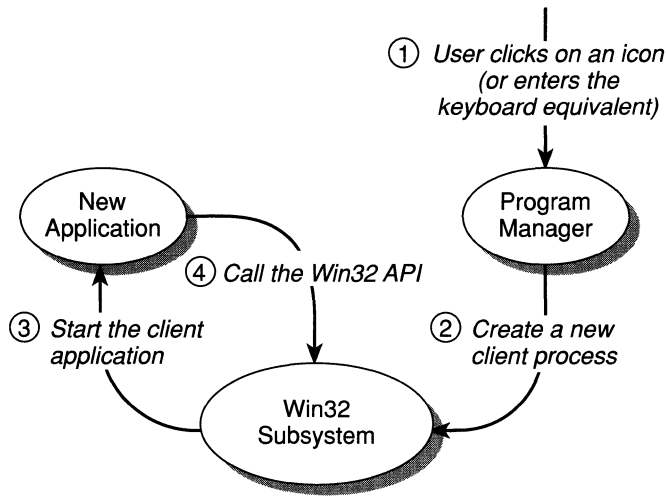 ① User clicks on an icon
(or enters the
keyboard equivalent)
New
Application
Program
Manager
④ Call the Win32 API
③ Start the client
application
② Create a new
client process
Win32
Subsystem